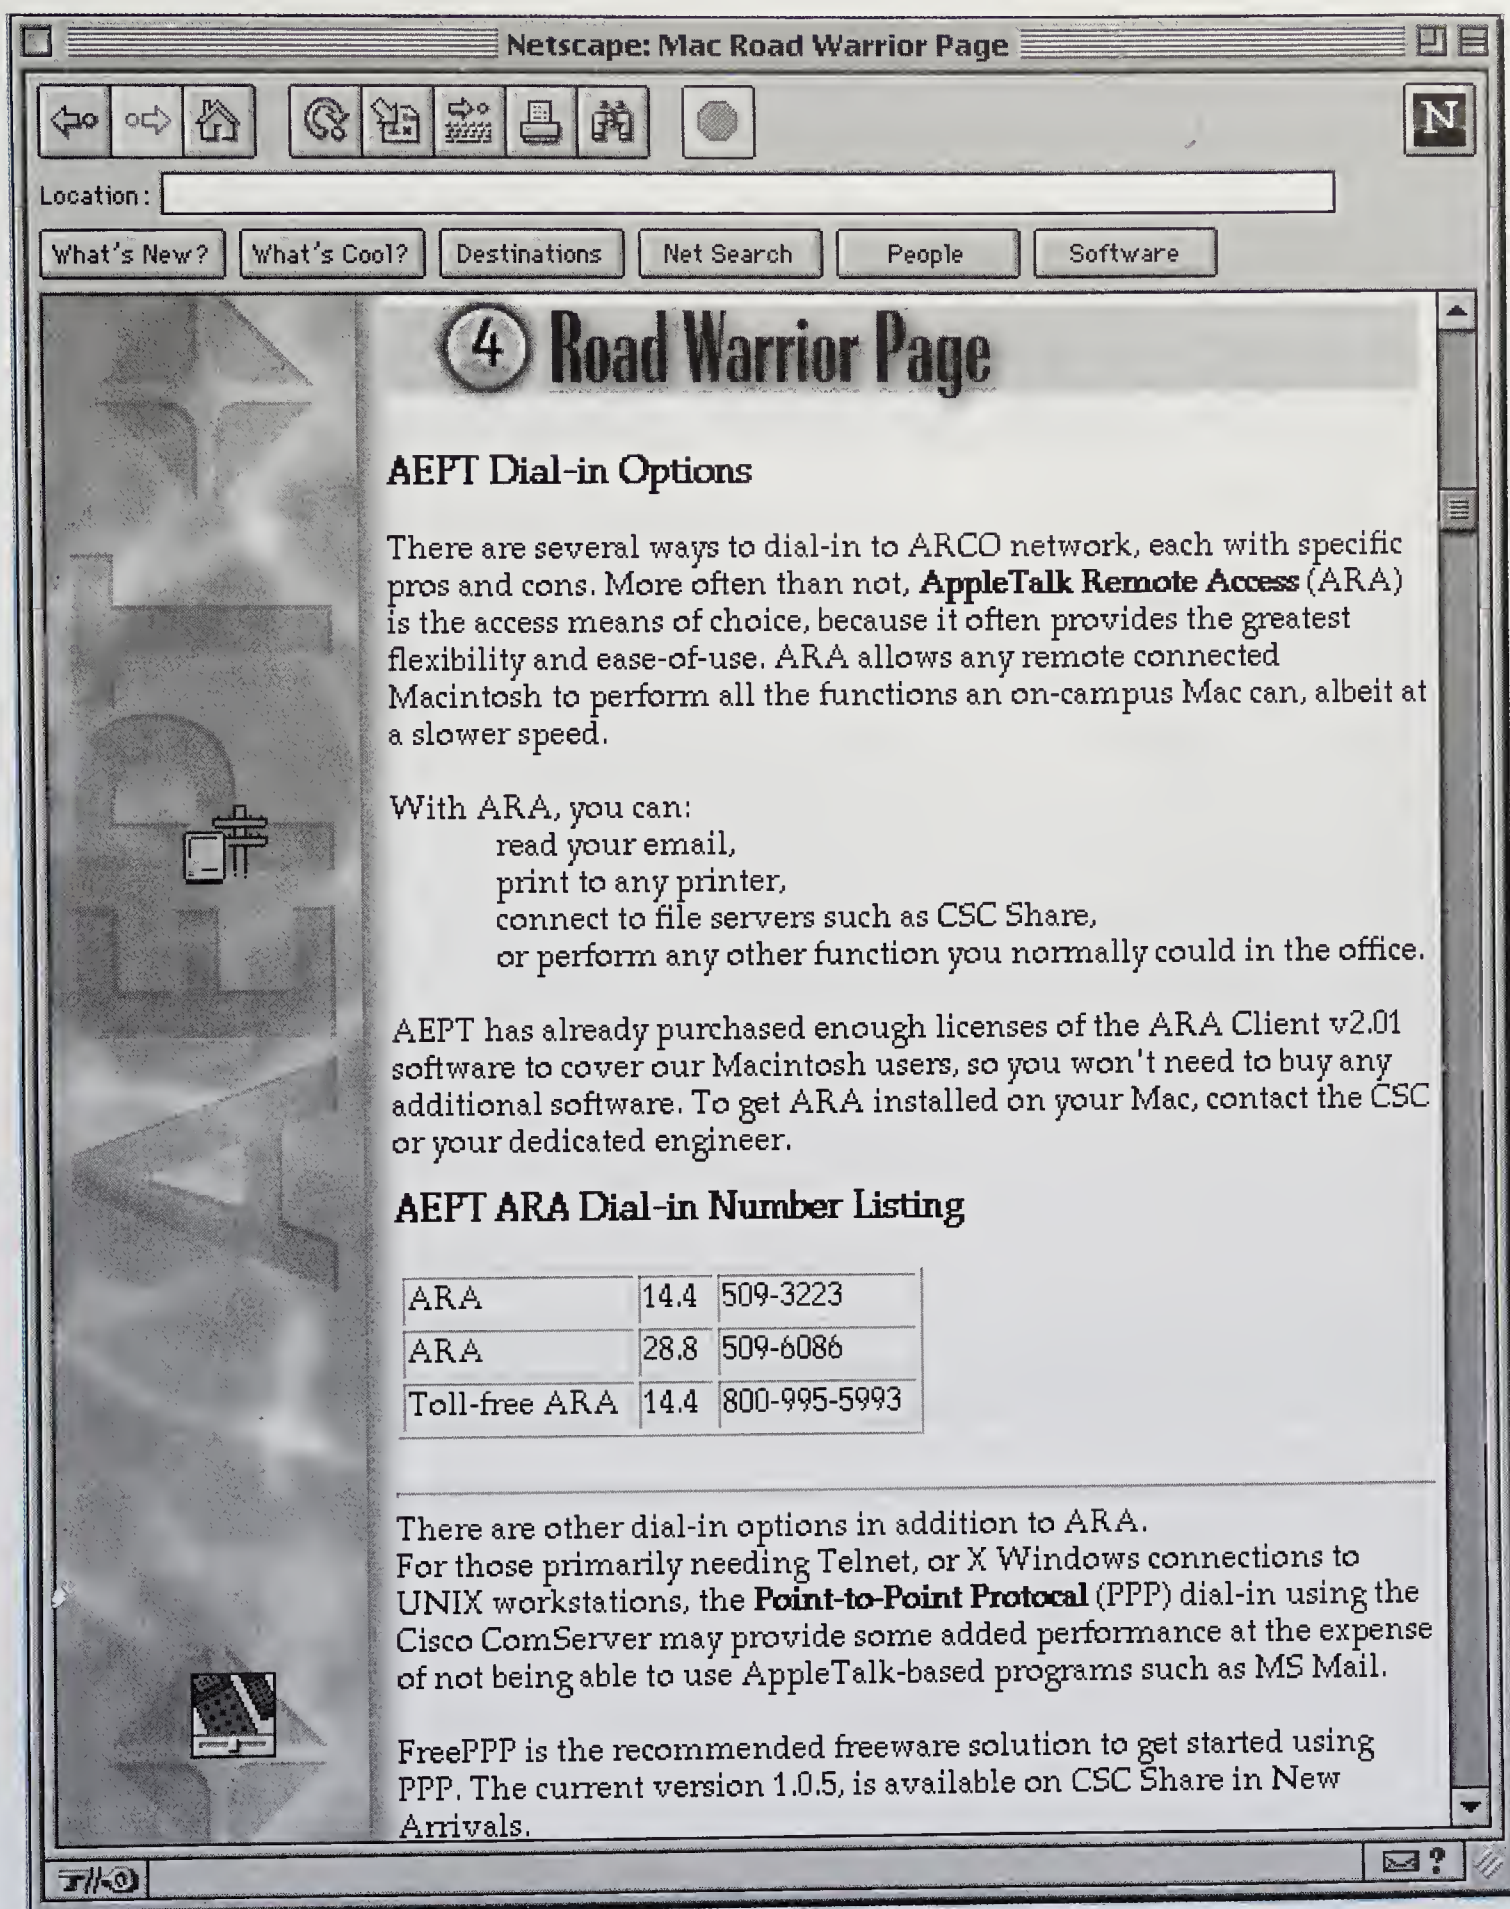 Netscape: Mac Road Warrior Page
N
Location:
What's New?
What's Cool?
Destinations
Net Search
People
Software
4 Road Warrior Page
AEPT
AEPT Dial-in Options
There are several ways to dial-in to ARCO network, each with specific
pros and cons. More often than not, AppleTalk Remote Access (ARA)
is the access means of choice, because it often provides the greatest
flexibility and ease-of-use. ARA allows any remote connected
Macintosh to perform all the functions an on-campus Mac can, albeit at
a slower speed.
With ARA, you can:
read your email,
print to any printer,
connect to file servers such as CSC Share,
or perform any other function you normally could in the office.
AEPT has already purchased enough licenses of the ARA Client v2.01
software to cover our Macintosh users, so you won't need to buy any
additional software. To get ARA installed on your Mac, contact the CSC
or your dedicated engineer.
AEPT ARA Dial-in Number Listing
ARA 14.4 509-3223
ARA 28.8 509-6086
Toll-free ARA 14.4 800-995-5993
There are other dial-in options in addition to ARA.
For those primarily needing Telnet, or X Windows connections to
UNIX workstations, the Point-to-Point Protocal (PPP) dial-in using the
Cisco ComServer may provide some added performance at the expense
of not being able to use AppleTalk-based programs such as MS Mail.
FreePPP is the recommended freeware solution to get started using
PPP. The current version 1.0.5, is available on CSC Share in New
Arrivals.
?